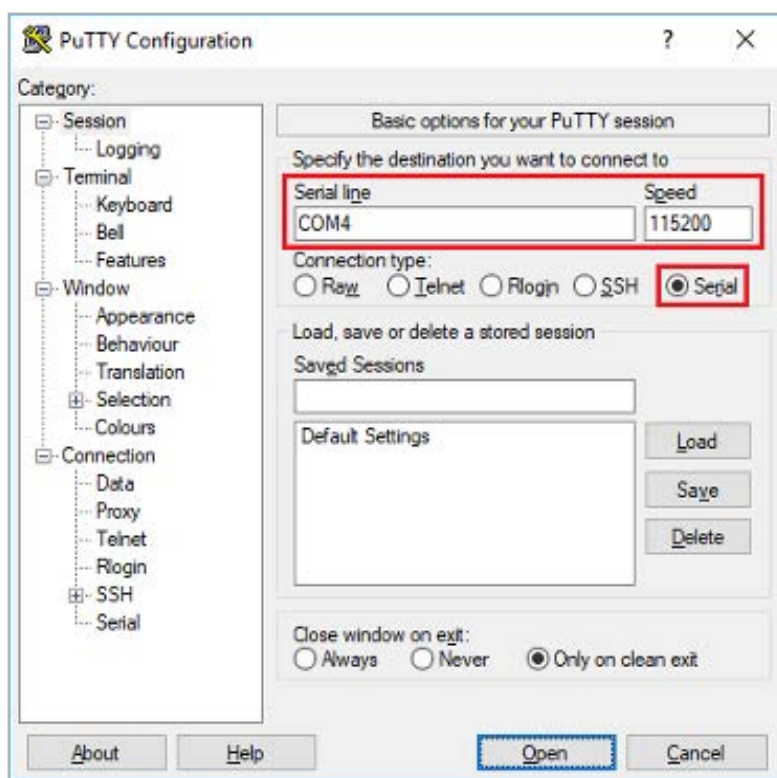 PuTTY Configuration
?
Category:
Session
Logging
Terminal
Keyboard
Bell
Features
Window
Appearance
Behaviour
Translation
Selection
Colours
Connection
Data
Proxy
Telnet
Rlogin
SSH
Serial
Basic options for your PuTTY session
Specify the destination you want to connect to
Serial line Speed
COM4 115200
Connection type:
Raw Telnet Rlogin SSH Serial
Load, save or delete a stored session
Saved Sessions
Default Settings
Load
Save
Delete
Close window on exit:
Always Never Only on clean exit
About Help Open Cancel